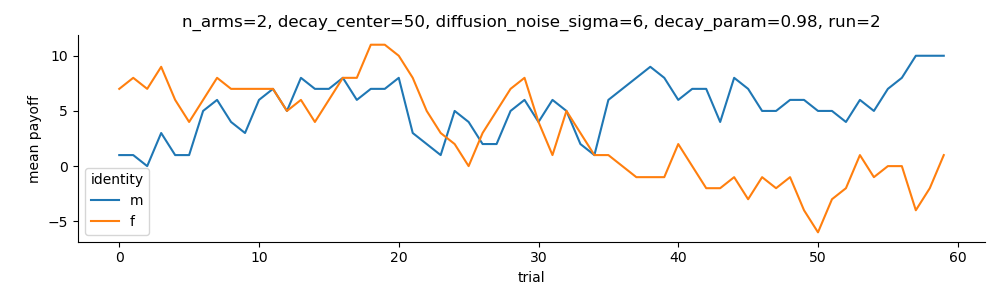 n_arms=2, decay_center=50, diffusion_noise_sigma=6, decay_param=0.98, run=2
mean payoff
10
5
0
−5
identity
m
f
0 10 20 30 40 50 60
trial